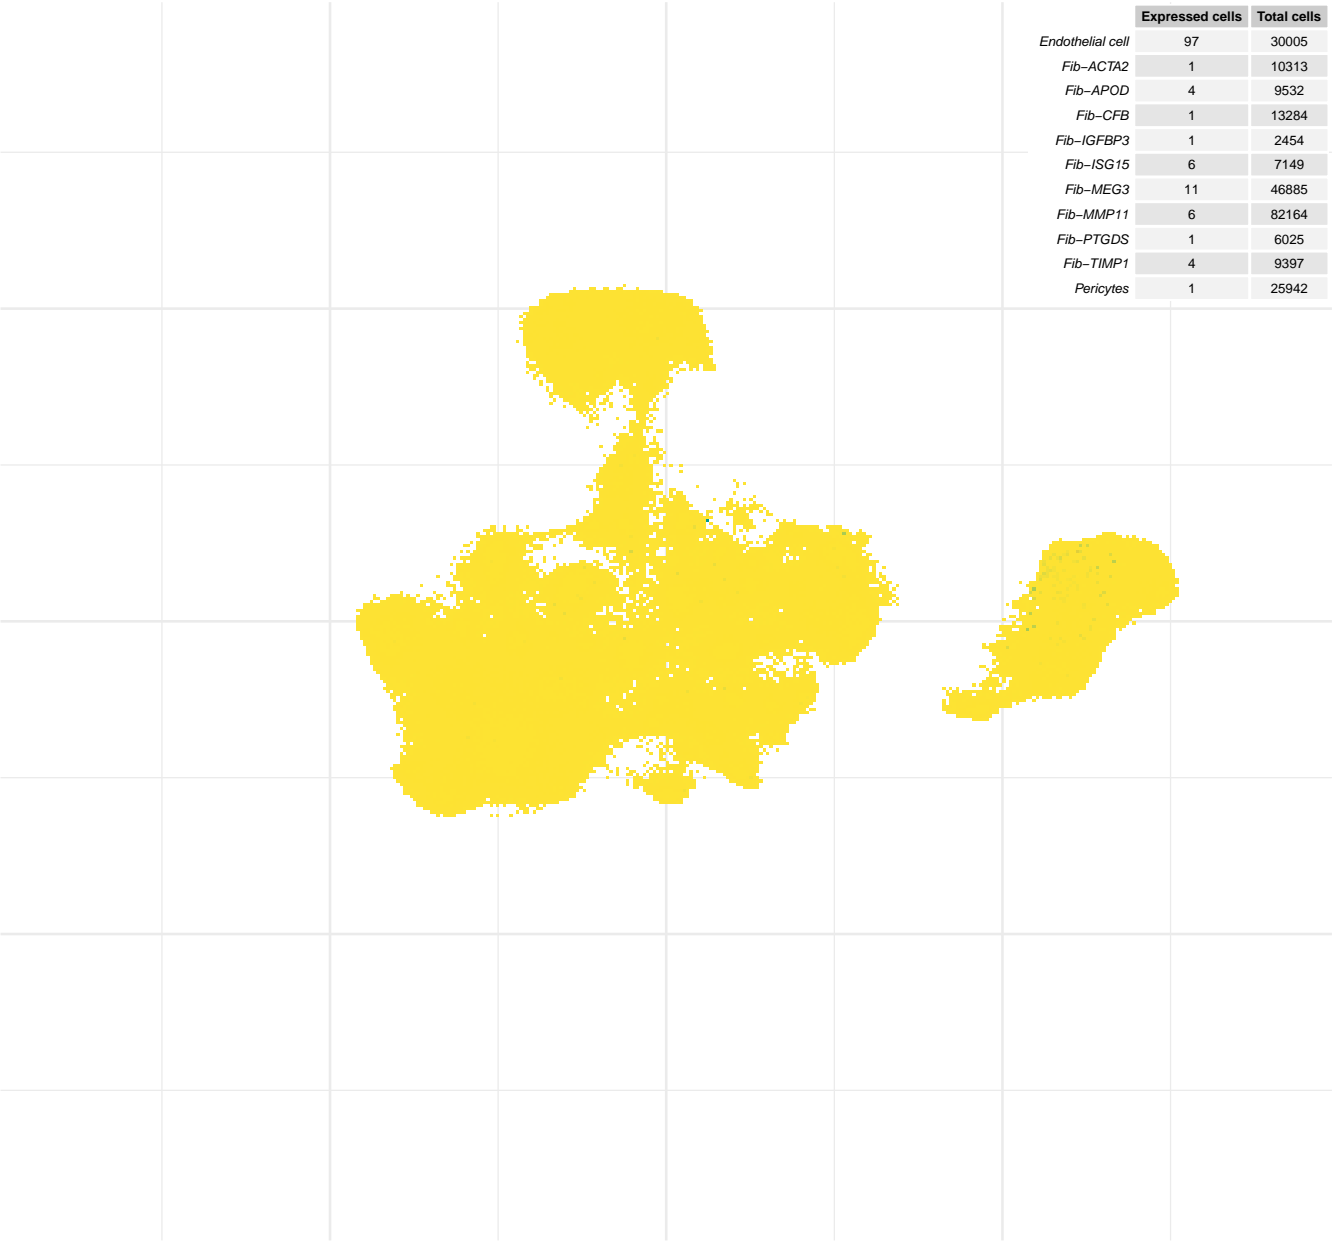 Expressed cells Total cells
Endothelial cell 97 30005
Fib−ACTA2 1 10313
Fib−APOD 4 9532
Fib−CFB 1 13284
Fib−IGFBP3 1 2454
Fib−ISG15 6 7149
Fib−MEG3 11 46885
Fib−MMP11 6 82164
Fib−PTGDS 1 6025
Fib−TIMP1 4 9397
Pericytes 1 25942